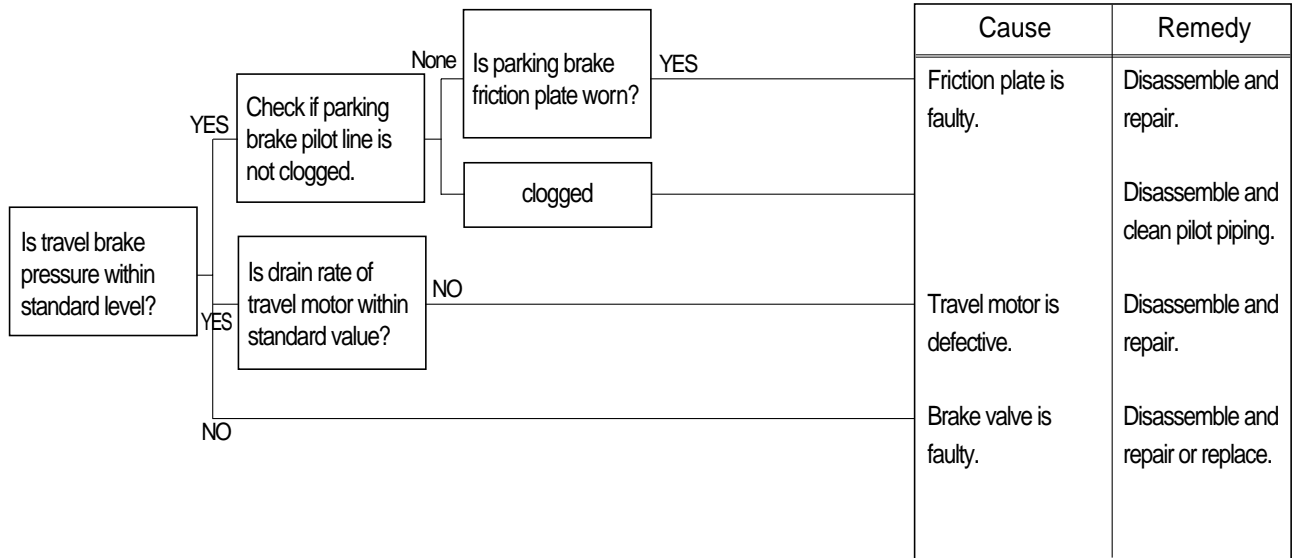 Cause
Remedy
None
Is parking brake
friction plate worn?
YES
Friction plate is
faulty.
Disassemble and
repair.
YES
Check if parking
brake pilot line is
not clogged.
clogged
Disassemble and
clean pilot piping.
Is travel brake
pressure within
standard level?
YES
Is drain rate of
travel motor within
standard value?
NO
Travel motor is
defective.
Disassemble and
repair.
NO
Brake valve is
faulty.
Disassemble and
repair or replace.